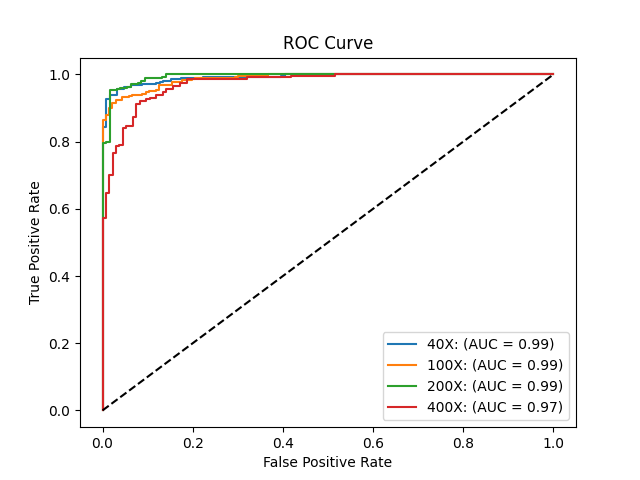 ROC Curve
True Positive Rate
1.0
0.8
0.6
0.4
0.2
0.0
40X: (AUC = 0.99)
100X: (AUC = 0.99)
200X: (AUC = 0.99)
400X: (AUC = 0.97)
0.0 0.2 0.4 0.6 0.8 1.0
False Positive Rate